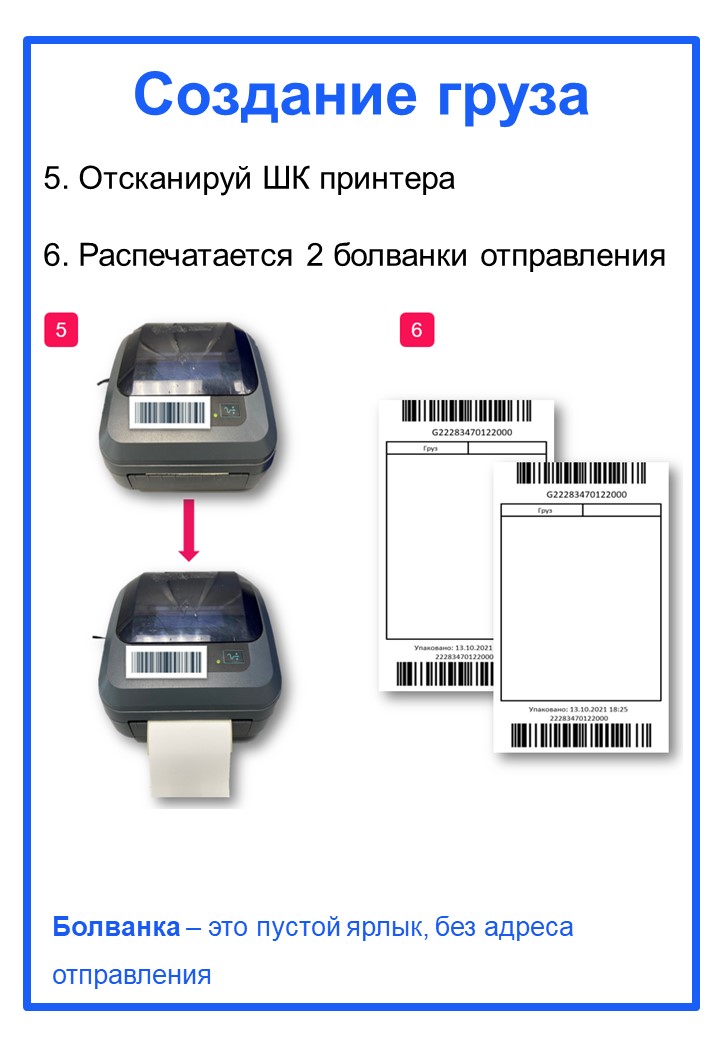 Создание груза
5. Отсканируй ШК принтера
6. Распечатается 2 болванки отправления
5
6
G22283470122000
Груз
Упаковано: 13.10.2021
22283470122000
G22283470122000
Груз
Упаковано: 13.10.2021 18:25
22283470122000
Болванка – это пустой ярлык, без адреса
отправления